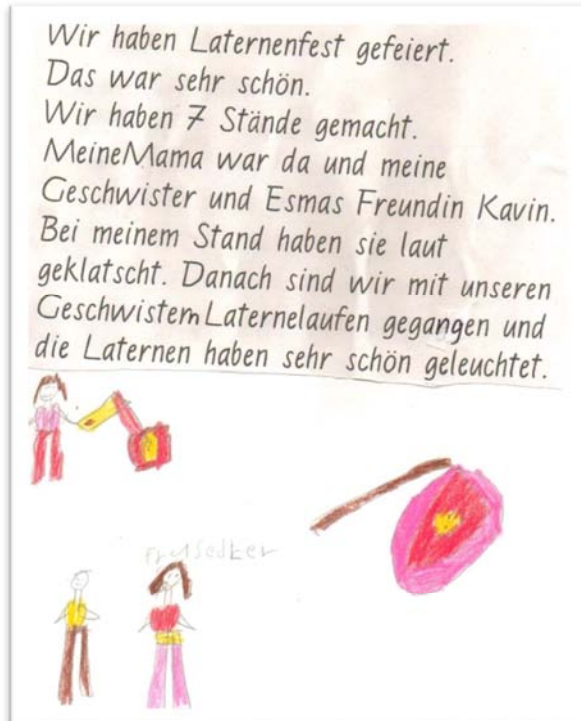 Wir haben Laternenfest gefeiert.
Das war sehr schön.
Wir haben 7 Stände gemacht.
MeineMama war da und meine
Geschwister und Esmas Freundin Kavin.
Bei meinem Stand haben sie laut
geklatscht. Danach sind wir mit unseren
Geschwistern Laternelaufen gegangen und
die Laternen haben sehr schön geleuchtet.